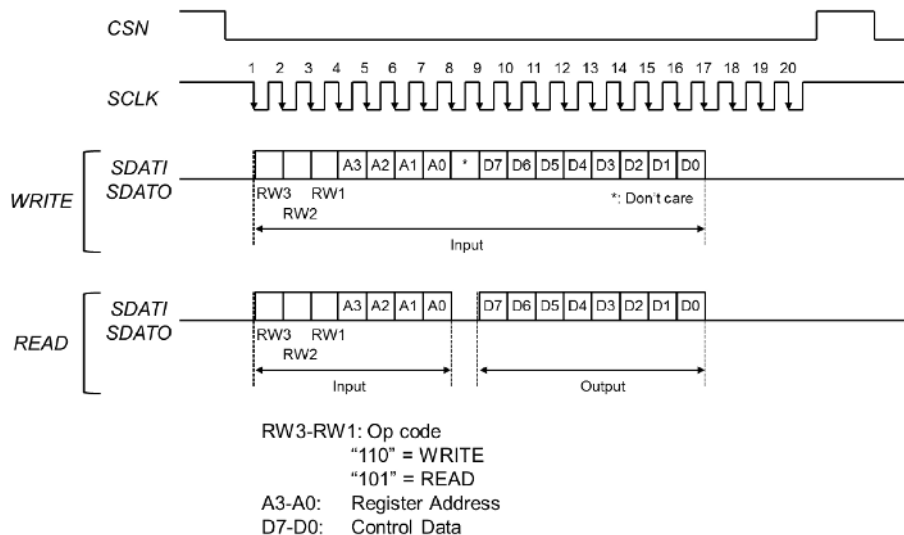 CSN
1 2 3 4 5 6 7 8 9 10 11 12 13 14 15 16 17 18 19 20
SCLK
WRITE
SDATI
SDATO
A3 A2 A1 A0 * D7 D6 D5 D4 D3 D2 D1 D0
RW3 RW1
*: Don't care
RW2
Input
READ
SDATI
SDATO
A3 A2 A1 A0 D7 D6 D5 D4 D3 D2 D1 D0
RW3 RW1
RW2
Input Output
RW3-RW1: Op code
"110" = WRITE
"101" = READ
A3-A0: Register Address
D7-D0: Control Data